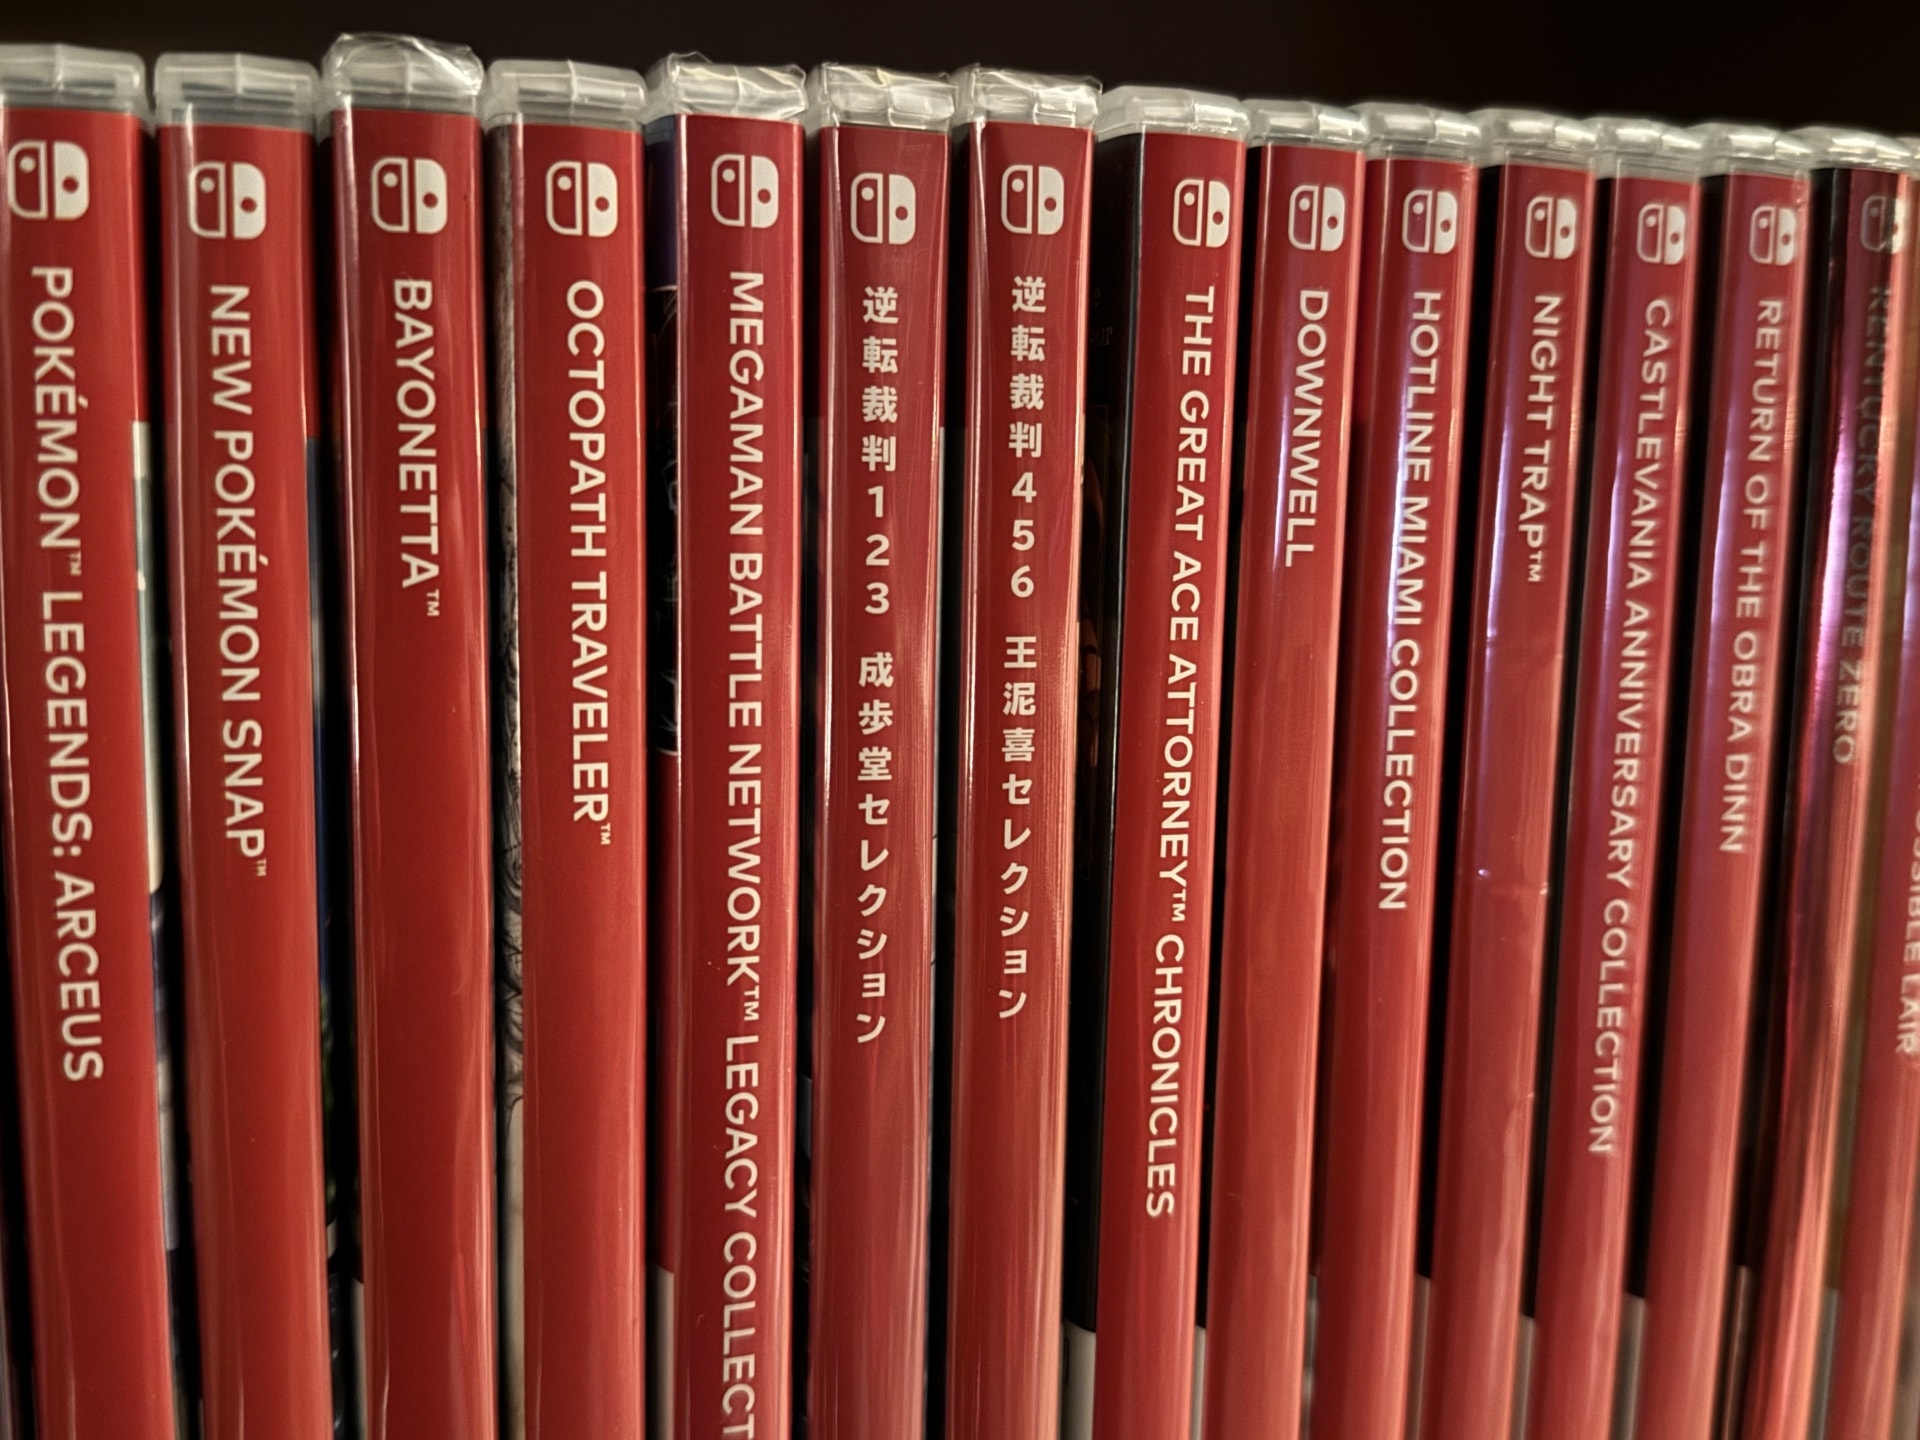 POKÉMON™ LEGENDS: ARCEUS
NEW POKÉMON SNAP™
BAYONETTA™
OCTOPATH TRAVELER™
MEGAMAN BATTLE NETWORK™ LEGACY COLLECT
逆転裁判123 成歩堂セレクション
逆転裁判456 王泥喜セレクション
THE GREAT ACE ATTORNEY™ CHRONICLES
DOWNWELL
HOTLINE MIAMI COLLECTION
NIGHT TRAP™
CASTLEVANIA ANNIVERSARY COLLECTION
RETURN OF THE OBRA DINN
KENTUCKY ROUTE ZERO
LAIR